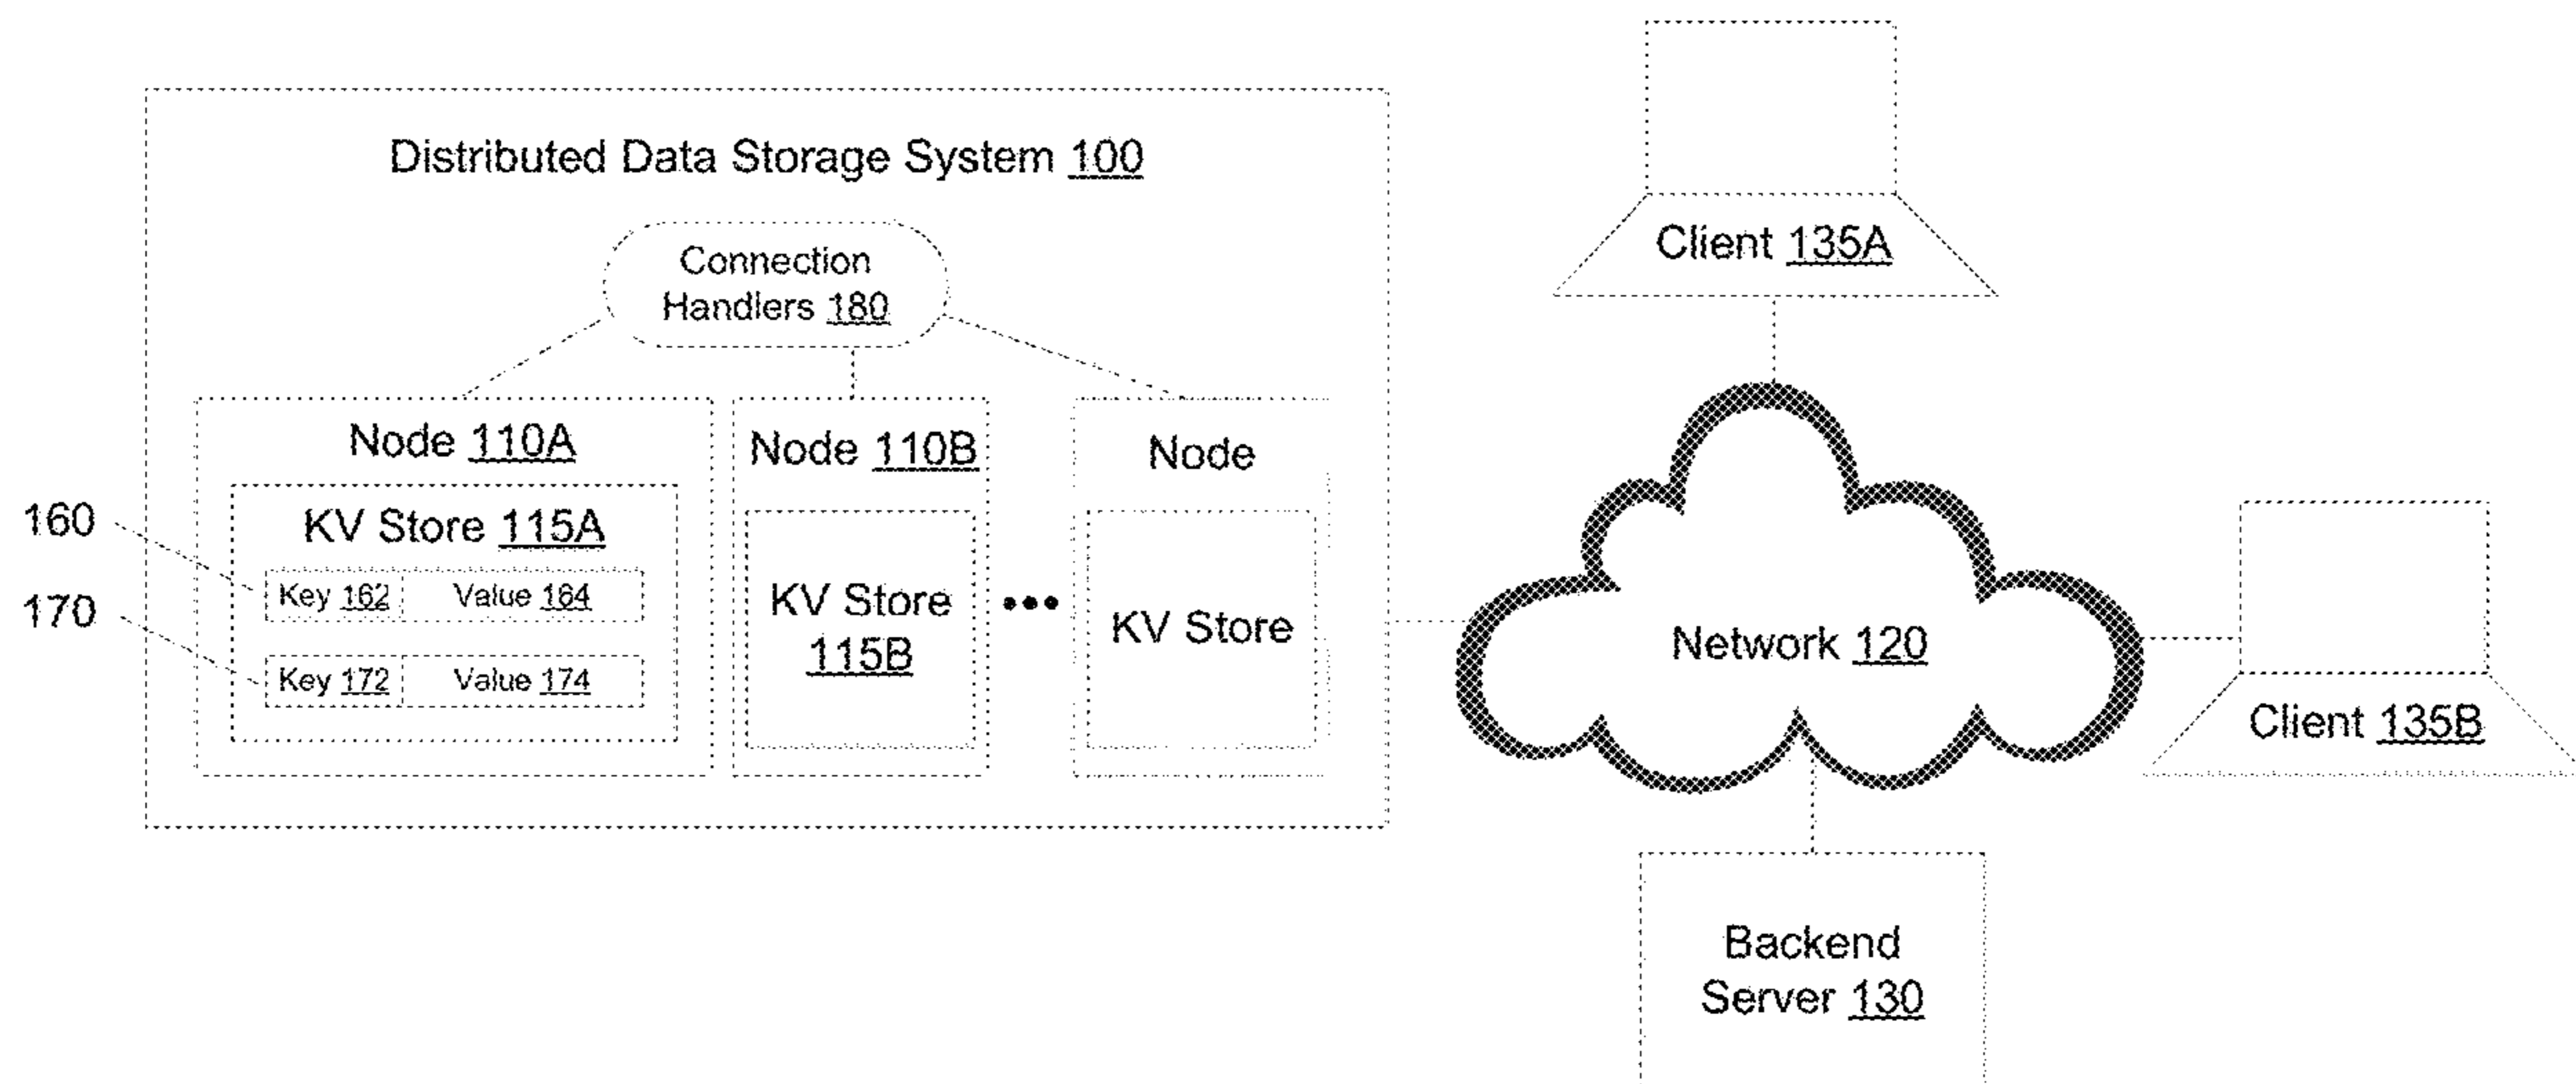 Distributed Data Storage System 100
Connection
Handlers 180
Node 110A
KV Store 115A
160
Key 162 Value 164
170
Key 172 Value 174
Node 110B
KV Store
115B
•••
Node
KV Store
Client 135A
Network 120
Client 135B
Backend
Server 130